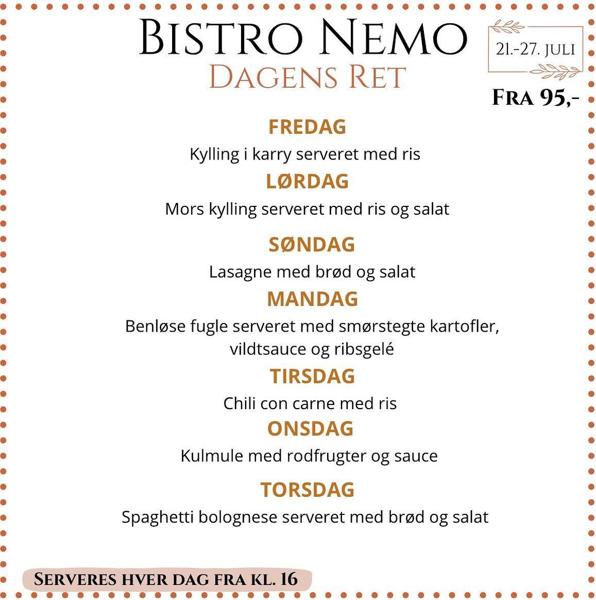 Bistro Nemo
Dagens Ret
21.-27. juli
Fra 95,-
FREDAG
Kylling i karry serveret med ris
LØRDAG
Mors kylling serveret med ris og salat
SØNDAG
Lasagne med brød og salat
MANDAG
Benløse fugle serveret med smørstegte kartofler,
vildtsauce og ribsgelé
TIRSDAG
Chili con carne med ris
ONSDAG
Kulmule med rodfrugter og sauce
TORSDAG
Spaghetti bolognese serveret med brød og salat
Serveres hver dag fra kl. 16